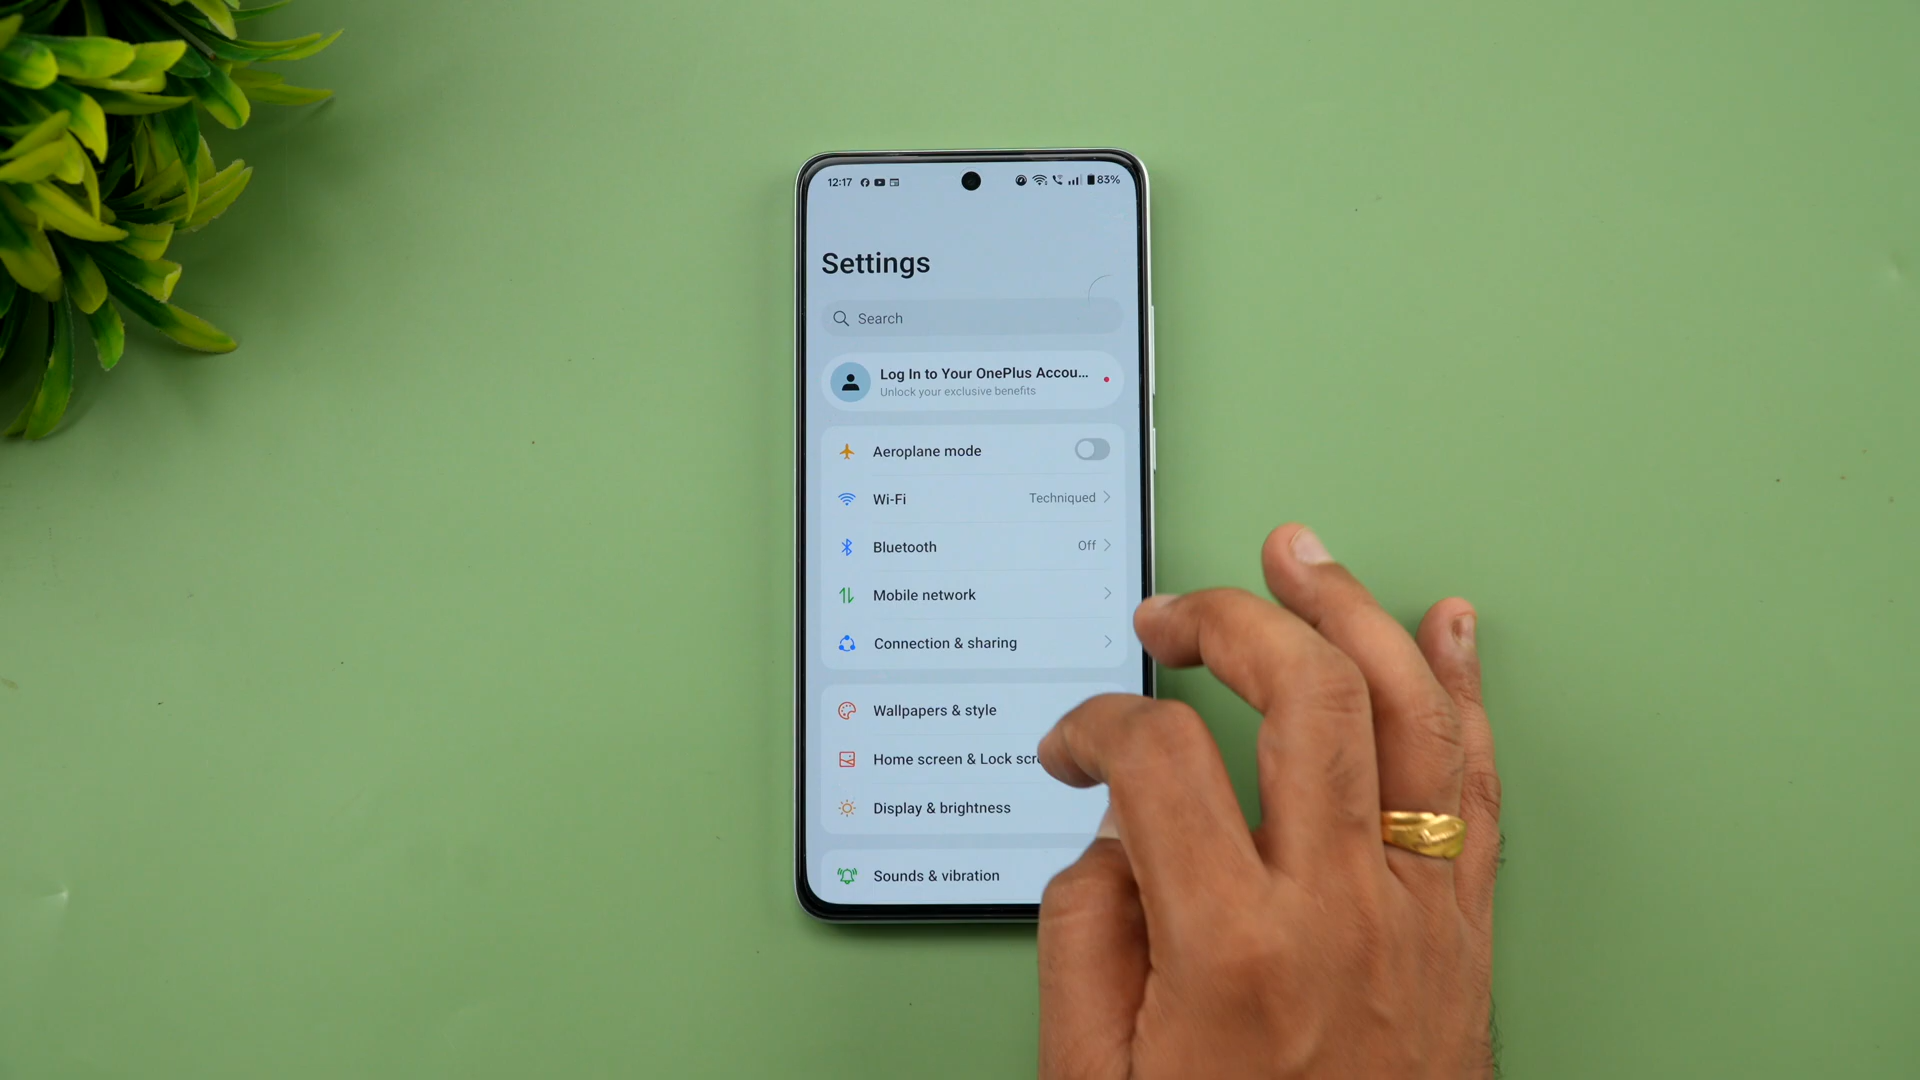 12:17 83%
Settings
Search
Log In to Your OnePlus Accou...
Unlock your exclusive benefits
Aeroplane mode
Wi-Fi Techniqued
Bluetooth Off
Mobile network
Connection & sharing
Wallpapers & style
Home screen & Lock scr
Display & brightness
Sounds & vibration